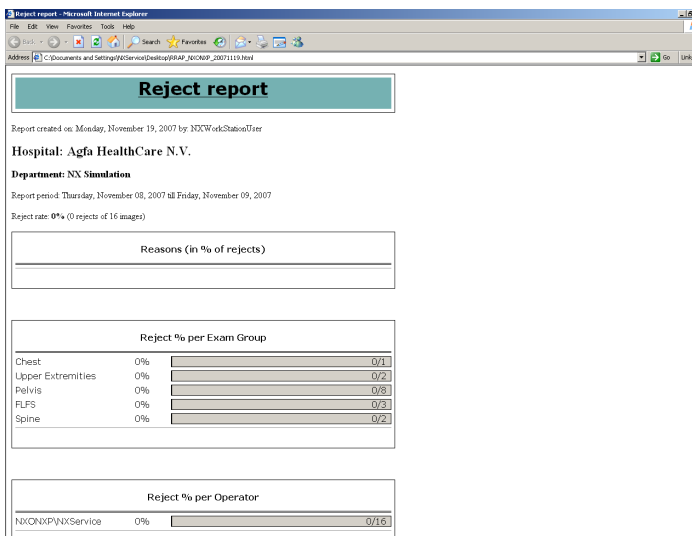 Reject report - Microsoft Internet Explorer
File Edit View Favorites Tools Help
Back Search Favorites
Address C:\Documents and Settings\NXService\Desktop\RRAP_NXONXP_20071119.html Go Links
Reject report
Report created on: Monday, November 19, 2007 by: NXWorkStationUser
Hospital: Agfa HealthCare N.V.
Department: NX Simulation
Report period: Thursday, November 08, 2007 till Friday, November 09, 2007
Reject rate: 0% (0 rejects of 16 images)
Reasons (in % of rejects)
Reject % per Exam Group
Chest 0% 0/1
Upper Extremities 0% 0/2
Pelvis 0% 0/8
FLFS 0% 0/3
Spine 0% 0/2
Reject % per Operator
NXONXP\NXService 0% 0/16